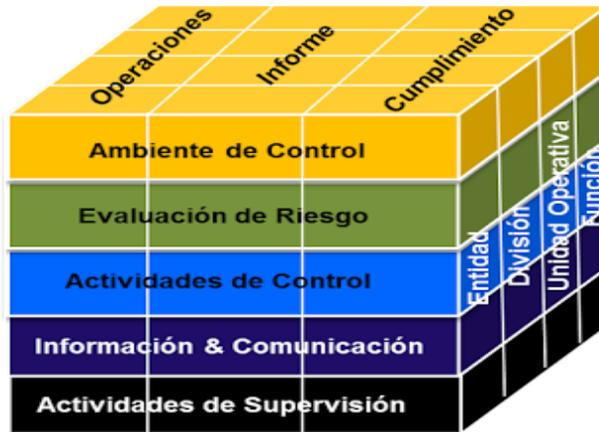 Operaciones
Informe
Cumplimiento
Ambiente de Control
Evaluación de Riesgo
Actividades de Control
Información & Comunicación
Actividades de Supervisión
Entidad
División
Unidad Operativa
Función